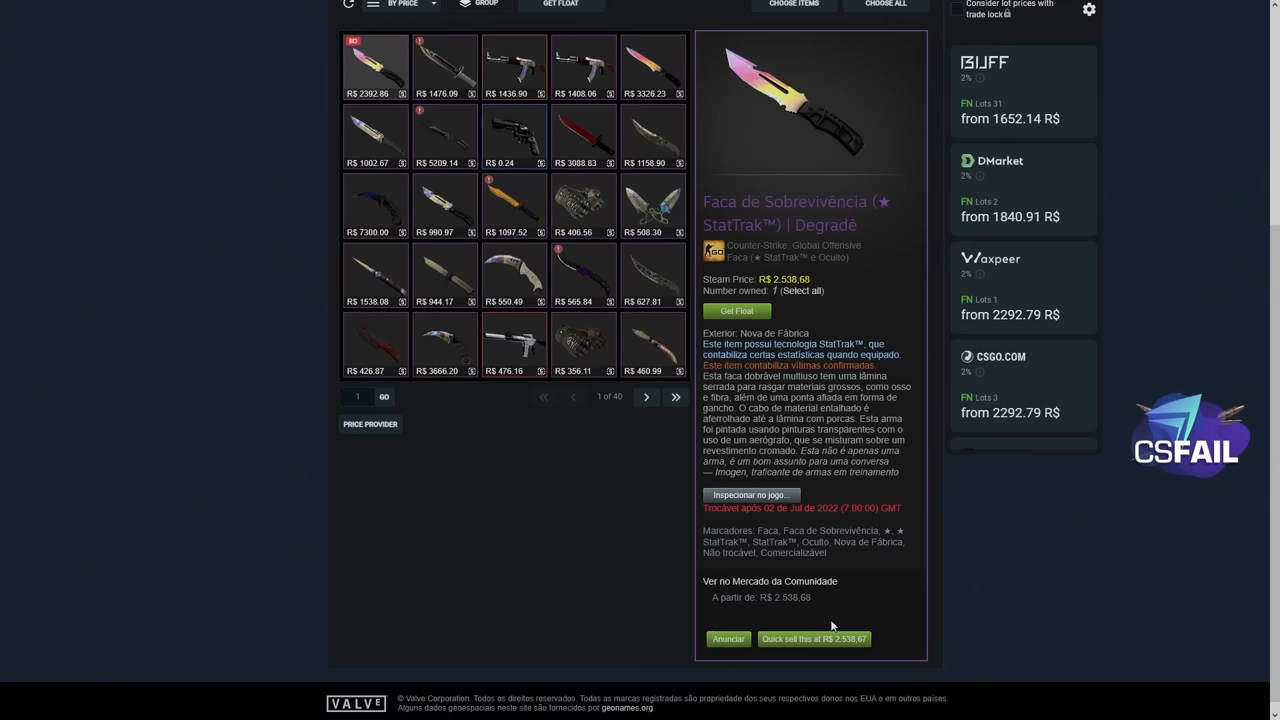 BY PRICE
GROUP
GET FLOAT
CHOOSE ITEMS
CHOOSE ALL
Consider lot prices with
trade lock
R$ 2392.86
R$ 1476.09
R$ 1436.90
R$ 1408.06
R$ 3326.23
R$ 1002.67
R$ 5209.14
R$ 0.24
R$ 3088.83
R$ 1158.90
R$ 7300.00
R$ 990.97
R$ 1097.52
R$ 406.56
R$ 508.30
R$ 1538.08
R$ 944.17
R$ 550.49
R$ 565.84
R$ 627.81
R$ 426.87
R$ 3666.20
R$ 476.16
R$ 356.11
R$ 460.99
1
GO
1 of 40
PRICE PROVIDER
Faca de Sobrevivência (★
StatTrak™) | Degradê
Counter-Strike: Global Offensive
Faca (★ StatTrak™ e Oculto)
Steam Price: R$ 2.538,68
Number owned: 1 (Select all)
Get Float
Exterior: Nova de Fábrica
Este item possui tecnologia StatTrak™, que
contabiliza certas estatísticas quando equipado.
Este item contabiliza vítimas confirmadas.
Esta faca dobrável multiuso tem uma lâmina
serrada para rasgar materiais grossos, como osso
e fibra, além de uma ponta afiada em forma de
gancho. O cabo de material entalhado é
aferrolhado até a lâmina com porcas. Esta arma
foi pintada usando pinturas transparentes com o
uso de um aerógrafo, que se misturam sobre um
revestimento cromado. Esta não é apenas uma
arma, é um bom assunto para uma conversa
— Imogen, traficante de armas em treinamento
Inspecionar no jogo...
Trocável após 02 de Jul de 2022 (7:00:00) GMT
Marcadores: Faca, Faca de Sobrevivência, ★, ★
StatTrak™, StatTrak™, Oculto, Nova de Fábrica,
Não trocável, Comercializável
Ver no Mercado da Comunidade
A partir de: R$ 2.538,68
Anunciar
Quick sell this at R$ 2.538,67
BUFF
2%
FN Lots 31
from 1652.14 R$
DMarket
2%
FN Lots 2
from 1840.91 R$
Waxpeer
2%
FN Lots 1
from 2292.79 R$
CSGO.COM
2%
FN Lots 3
from 2292.79 R$
CSFAIL
VALVE
© Valve Corporation. Todos os direitos reservados. Todas as marcas registradas são propriedade dos seus respectivos donos nos EUA e em outros países.
Alguns dados geoespaciais neste site são fornecidos por geonames.org.